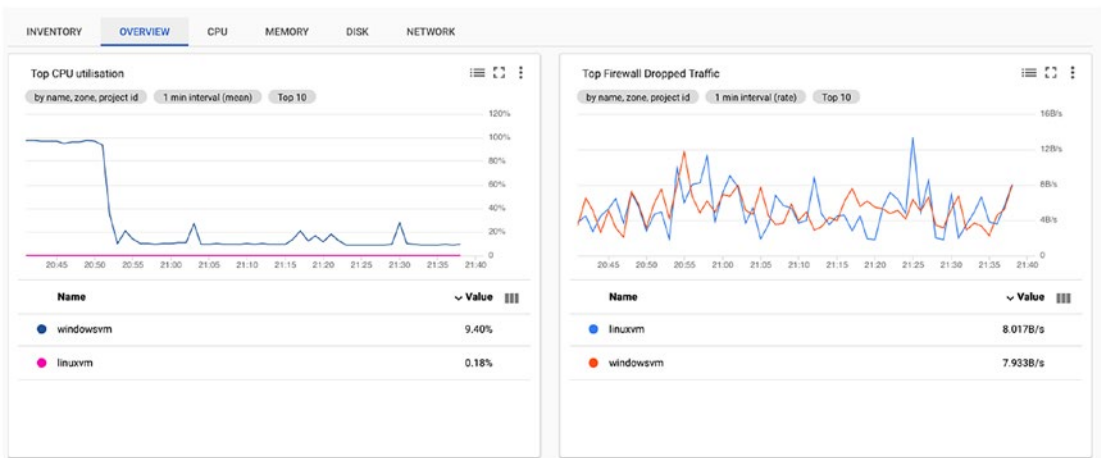 INVENTORY OVERVIEW CPU MEMORY DISK NETWORK
Top CPU utilisation
by name, zone, project id 1 min interval (mean) Top 10
120%
100%
80%
60%
40%
20%
0
20:45 20:50 20:55 21:00 21:05 21:10 21:15 21:20 21:25 21:30 21:35 21:40
Name Value
windowsvm 9.40%
linuxvm 0.18%
Top Firewall Dropped Traffic
by name, zone, project id 1 min interval (rate) Top 10
16B/s
12B/s
8B/s
4B/s
0
20:45 20:50 20:55 21:00 21:05 21:10 21:15 21:20 21:25 21:30 21:35 21:40
Name Value
linuxvm 8.017B/s
windowsvm 7.933B/s